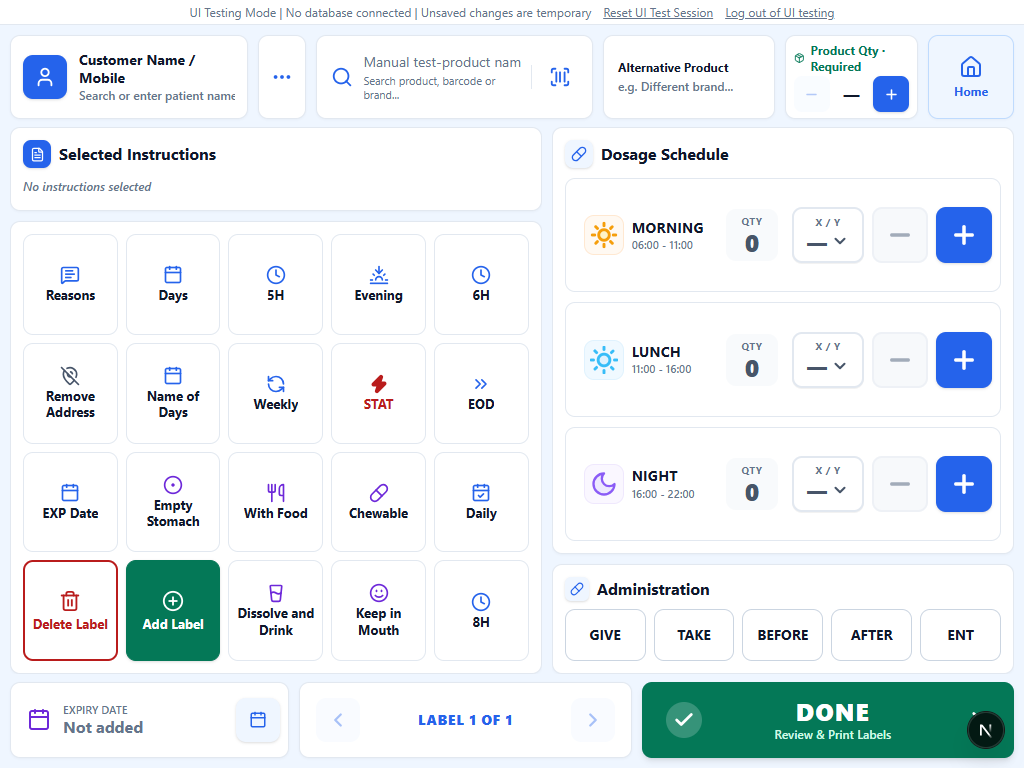 UI Testing Mode | No database connected | Unsaved changes are temporary Reset UI Test Session Log out of UI testing
Customer Name / Mobile
Search or enter patient name
Manual test-product nam
Search product, barcode or brand...
Alternative Product
e.g. Different brand...
Product Qty · Required
—
Home
Selected Instructions
No instructions selected
Reasons
Days
5H
Evening
6H
Remove Address
Name of Days
Weekly
STAT
EOD
EXP Date
Empty Stomach
With Food
Chewable
Daily
Delete Label
Add Label
Dissolve and Drink
Keep in Mouth
8H
Dosage Schedule
MORNING
06:00 - 11:00
QTY
0
X / Y
—
LUNCH
11:00 - 16:00
QTY
0
X / Y
—
NIGHT
16:00 - 22:00
QTY
0
X / Y
—
Administration
GIVE
TAKE
BEFORE
AFTER
ENT
EXPIRY DATE
Not added
LABEL 1 OF 1
DONE
Review & Print Labels
N